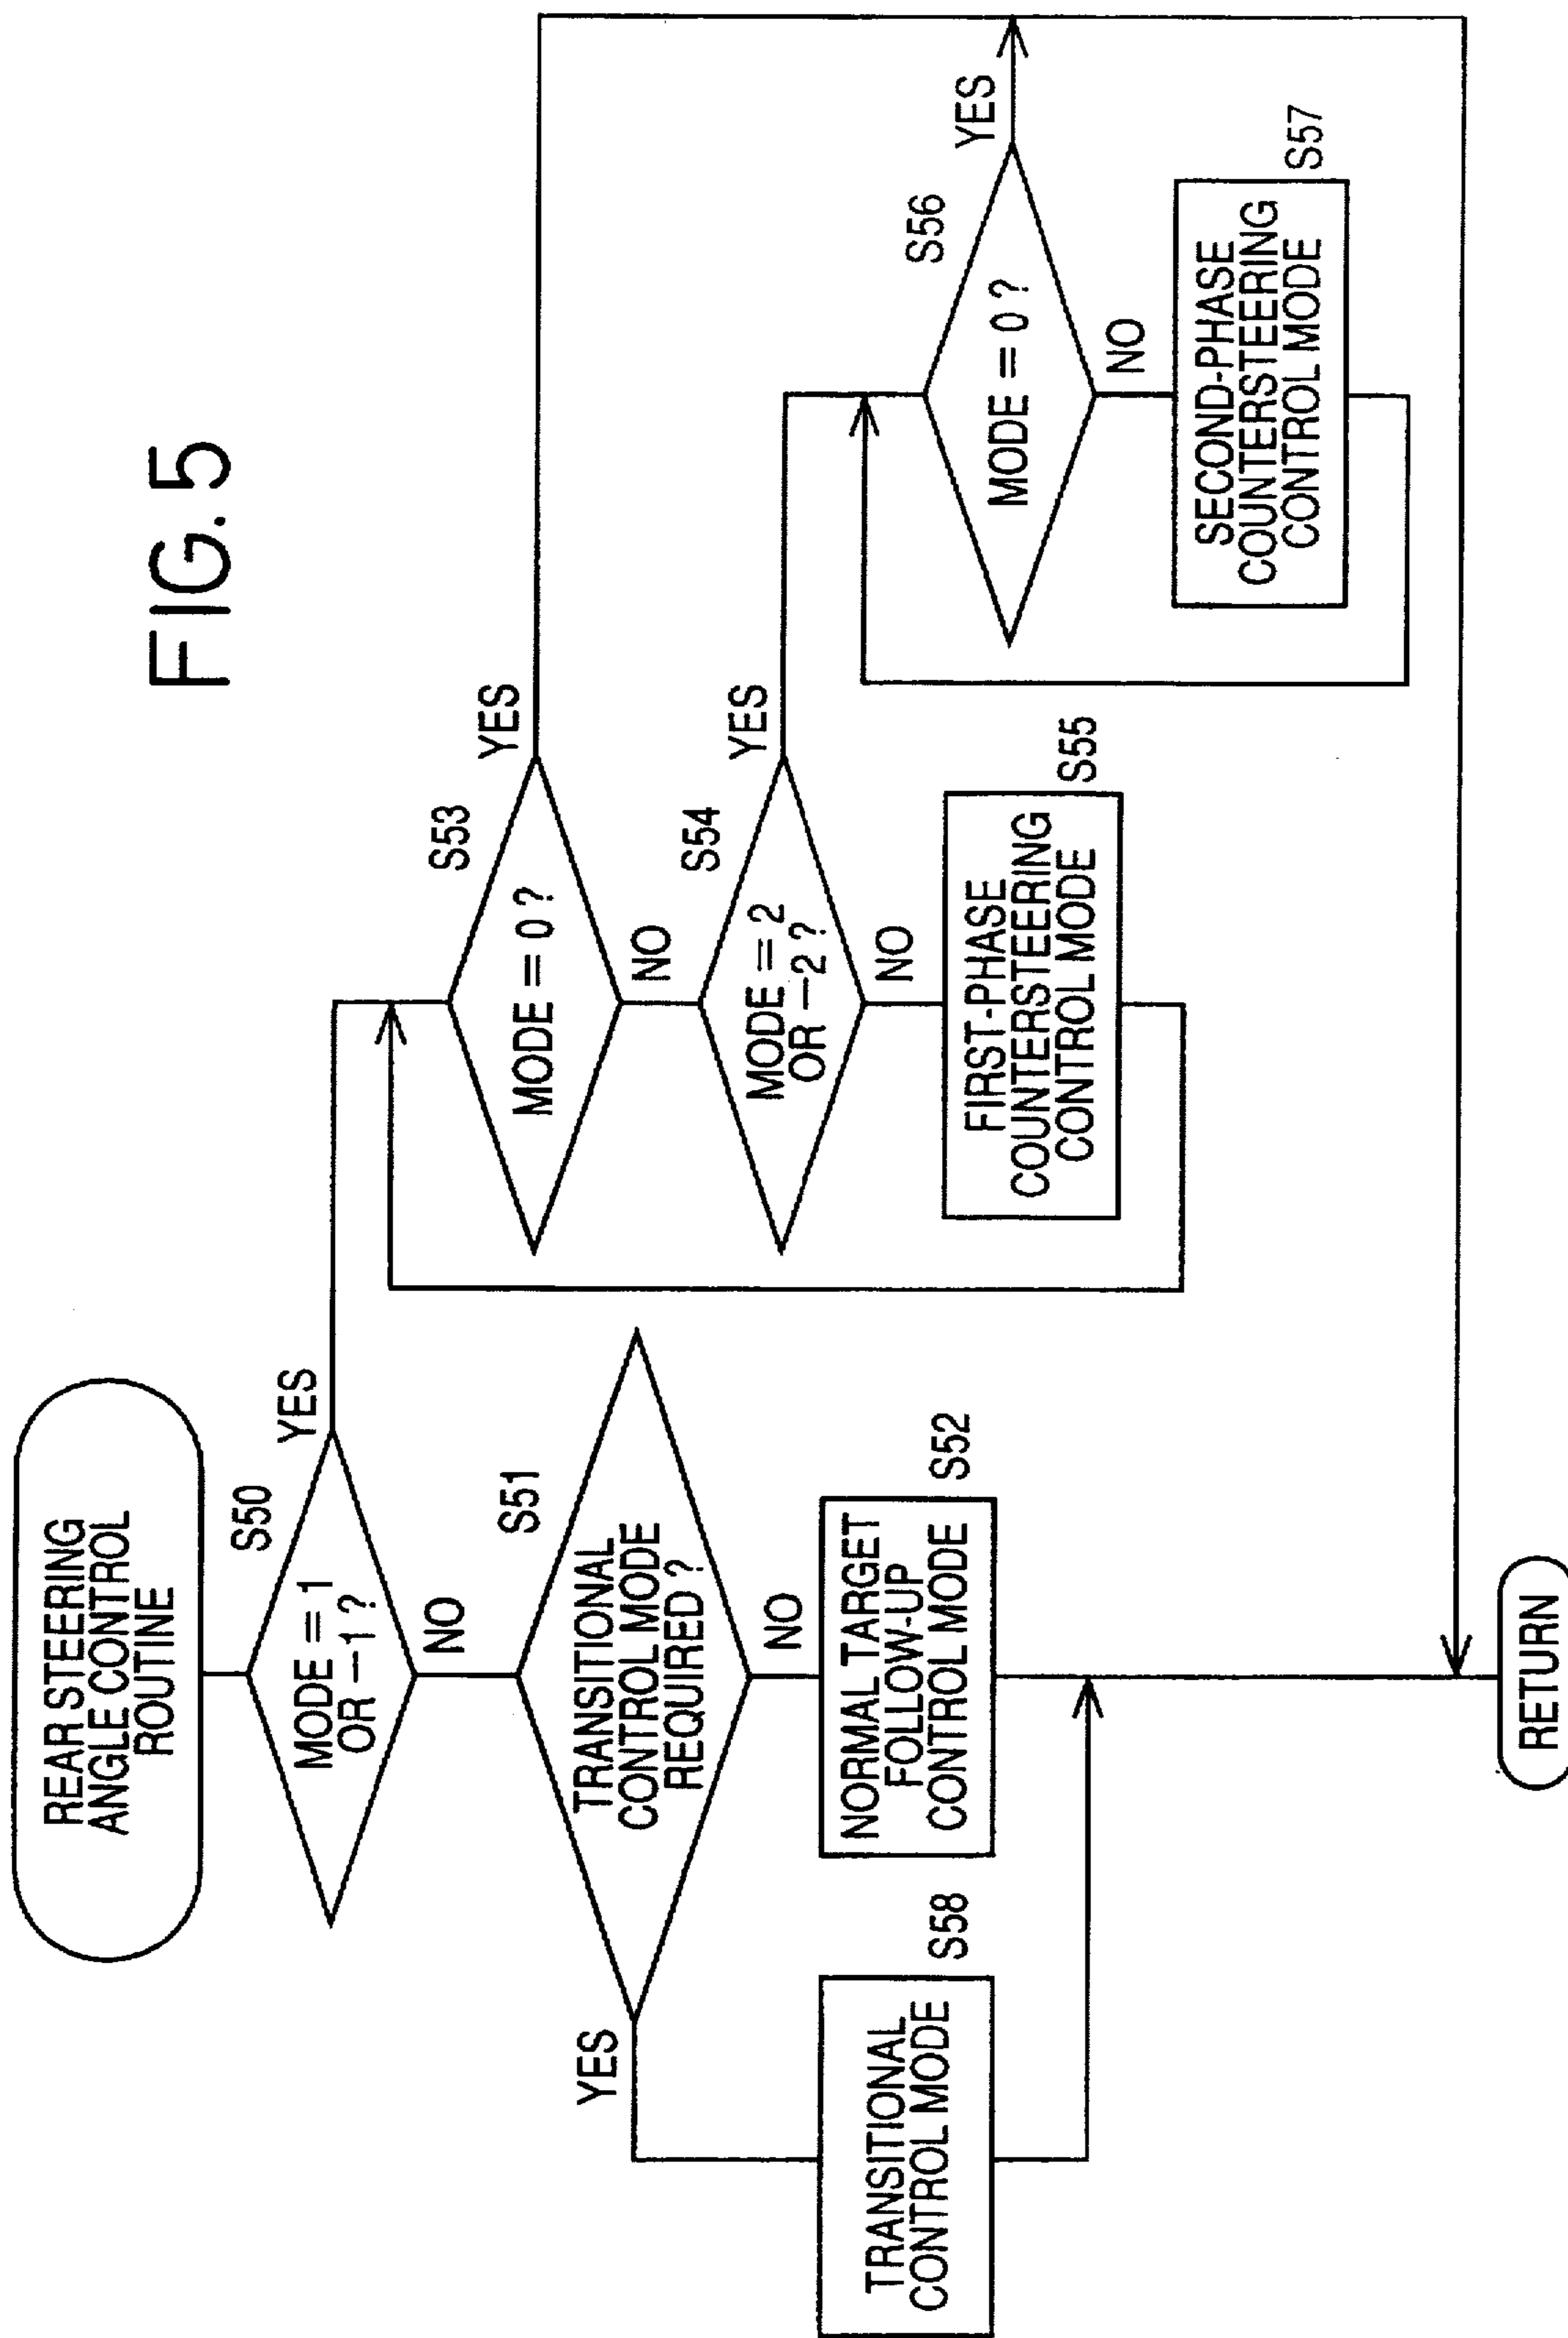 FIG. 5
REAR STEERING
ANGLE CONTROL
ROUTINE
S50
MODE = 1
OR −1 ?
YES
NO
S51
TRANSITIONAL
CONTROL MODE
REQUIRED ?
YES
NO
S58
TRANSITIONAL
CONTROL MODE
S52
NORMAL TARGET
FOLLOW-UP
CONTROL MODE
S53
MODE = 0 ?
YES
NO
S54
MODE = 2
OR −2 ?
YES
NO
S55
FIRST-PHASE
COUNTERSTEERING
CONTROL MODE
S56
MODE = 0 ?
YES
NO
S57
SECOND-PHASE
COUNTERSTEERING
CONTROL MODE
RETURN